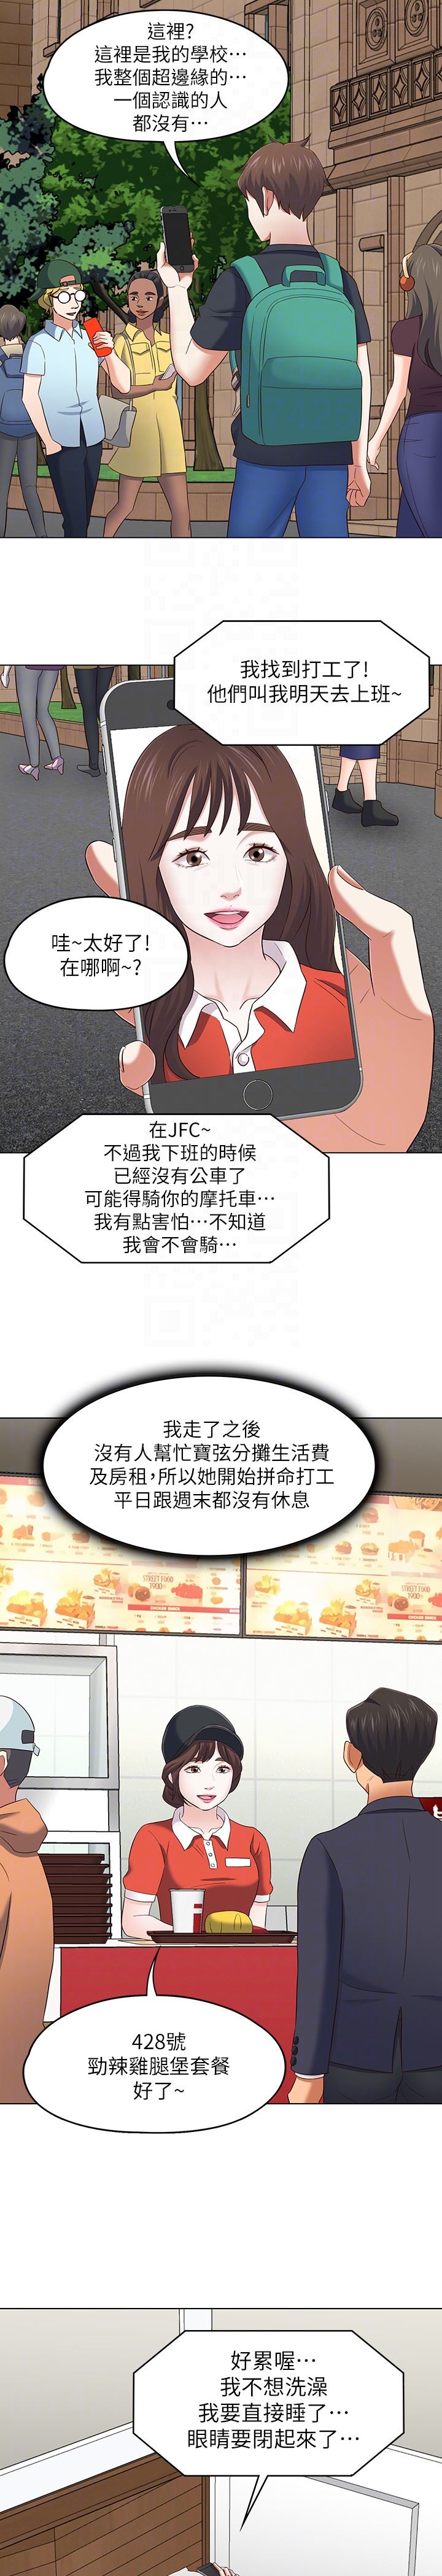 這裡?
這裡是我的學校…
我整個超邊緣的…
一個認識的人
都沒有…
我找到打工了!
他們叫我明天去上班~
哇~太好了!
在哪啊~?
在JFC~
不過我下班的時候
已經沒有公車了
可能得騎你的摩托車…
我有點害怕…不知道
我會不會騎…
我走了之後
沒有人幫忙寶弦分攤生活費
及房租,所以她開始拼命打工
平日跟週末都沒有休息
428號
勁辣雞腿堡套餐
好了~
好累喔…
我不想洗澡
我要直接睡了…
眼睛要閉起來了…